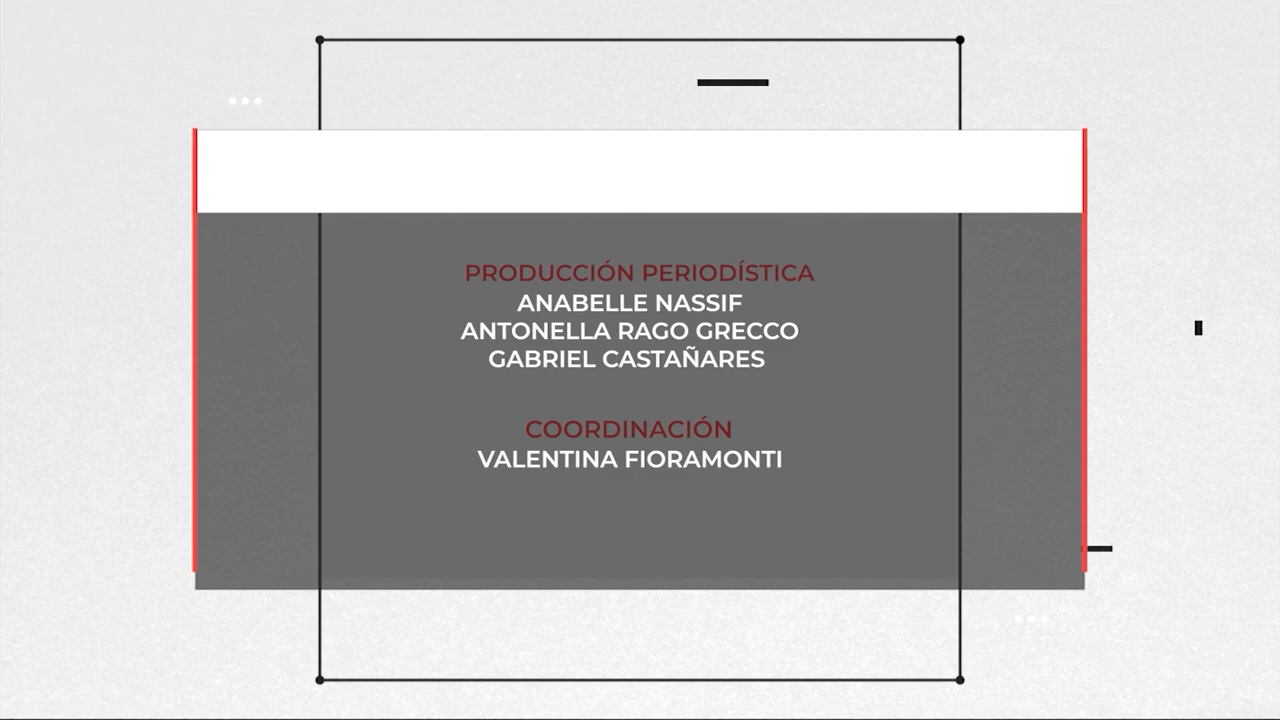 PRODUCCIÓN PERIODÍSTICA
ANABELLE NASSIF
ANTONELLA RAGO GRECCO
GABRIEL CASTAÑARES
COORDINACIÓN
VALENTINA FIORAMONTI